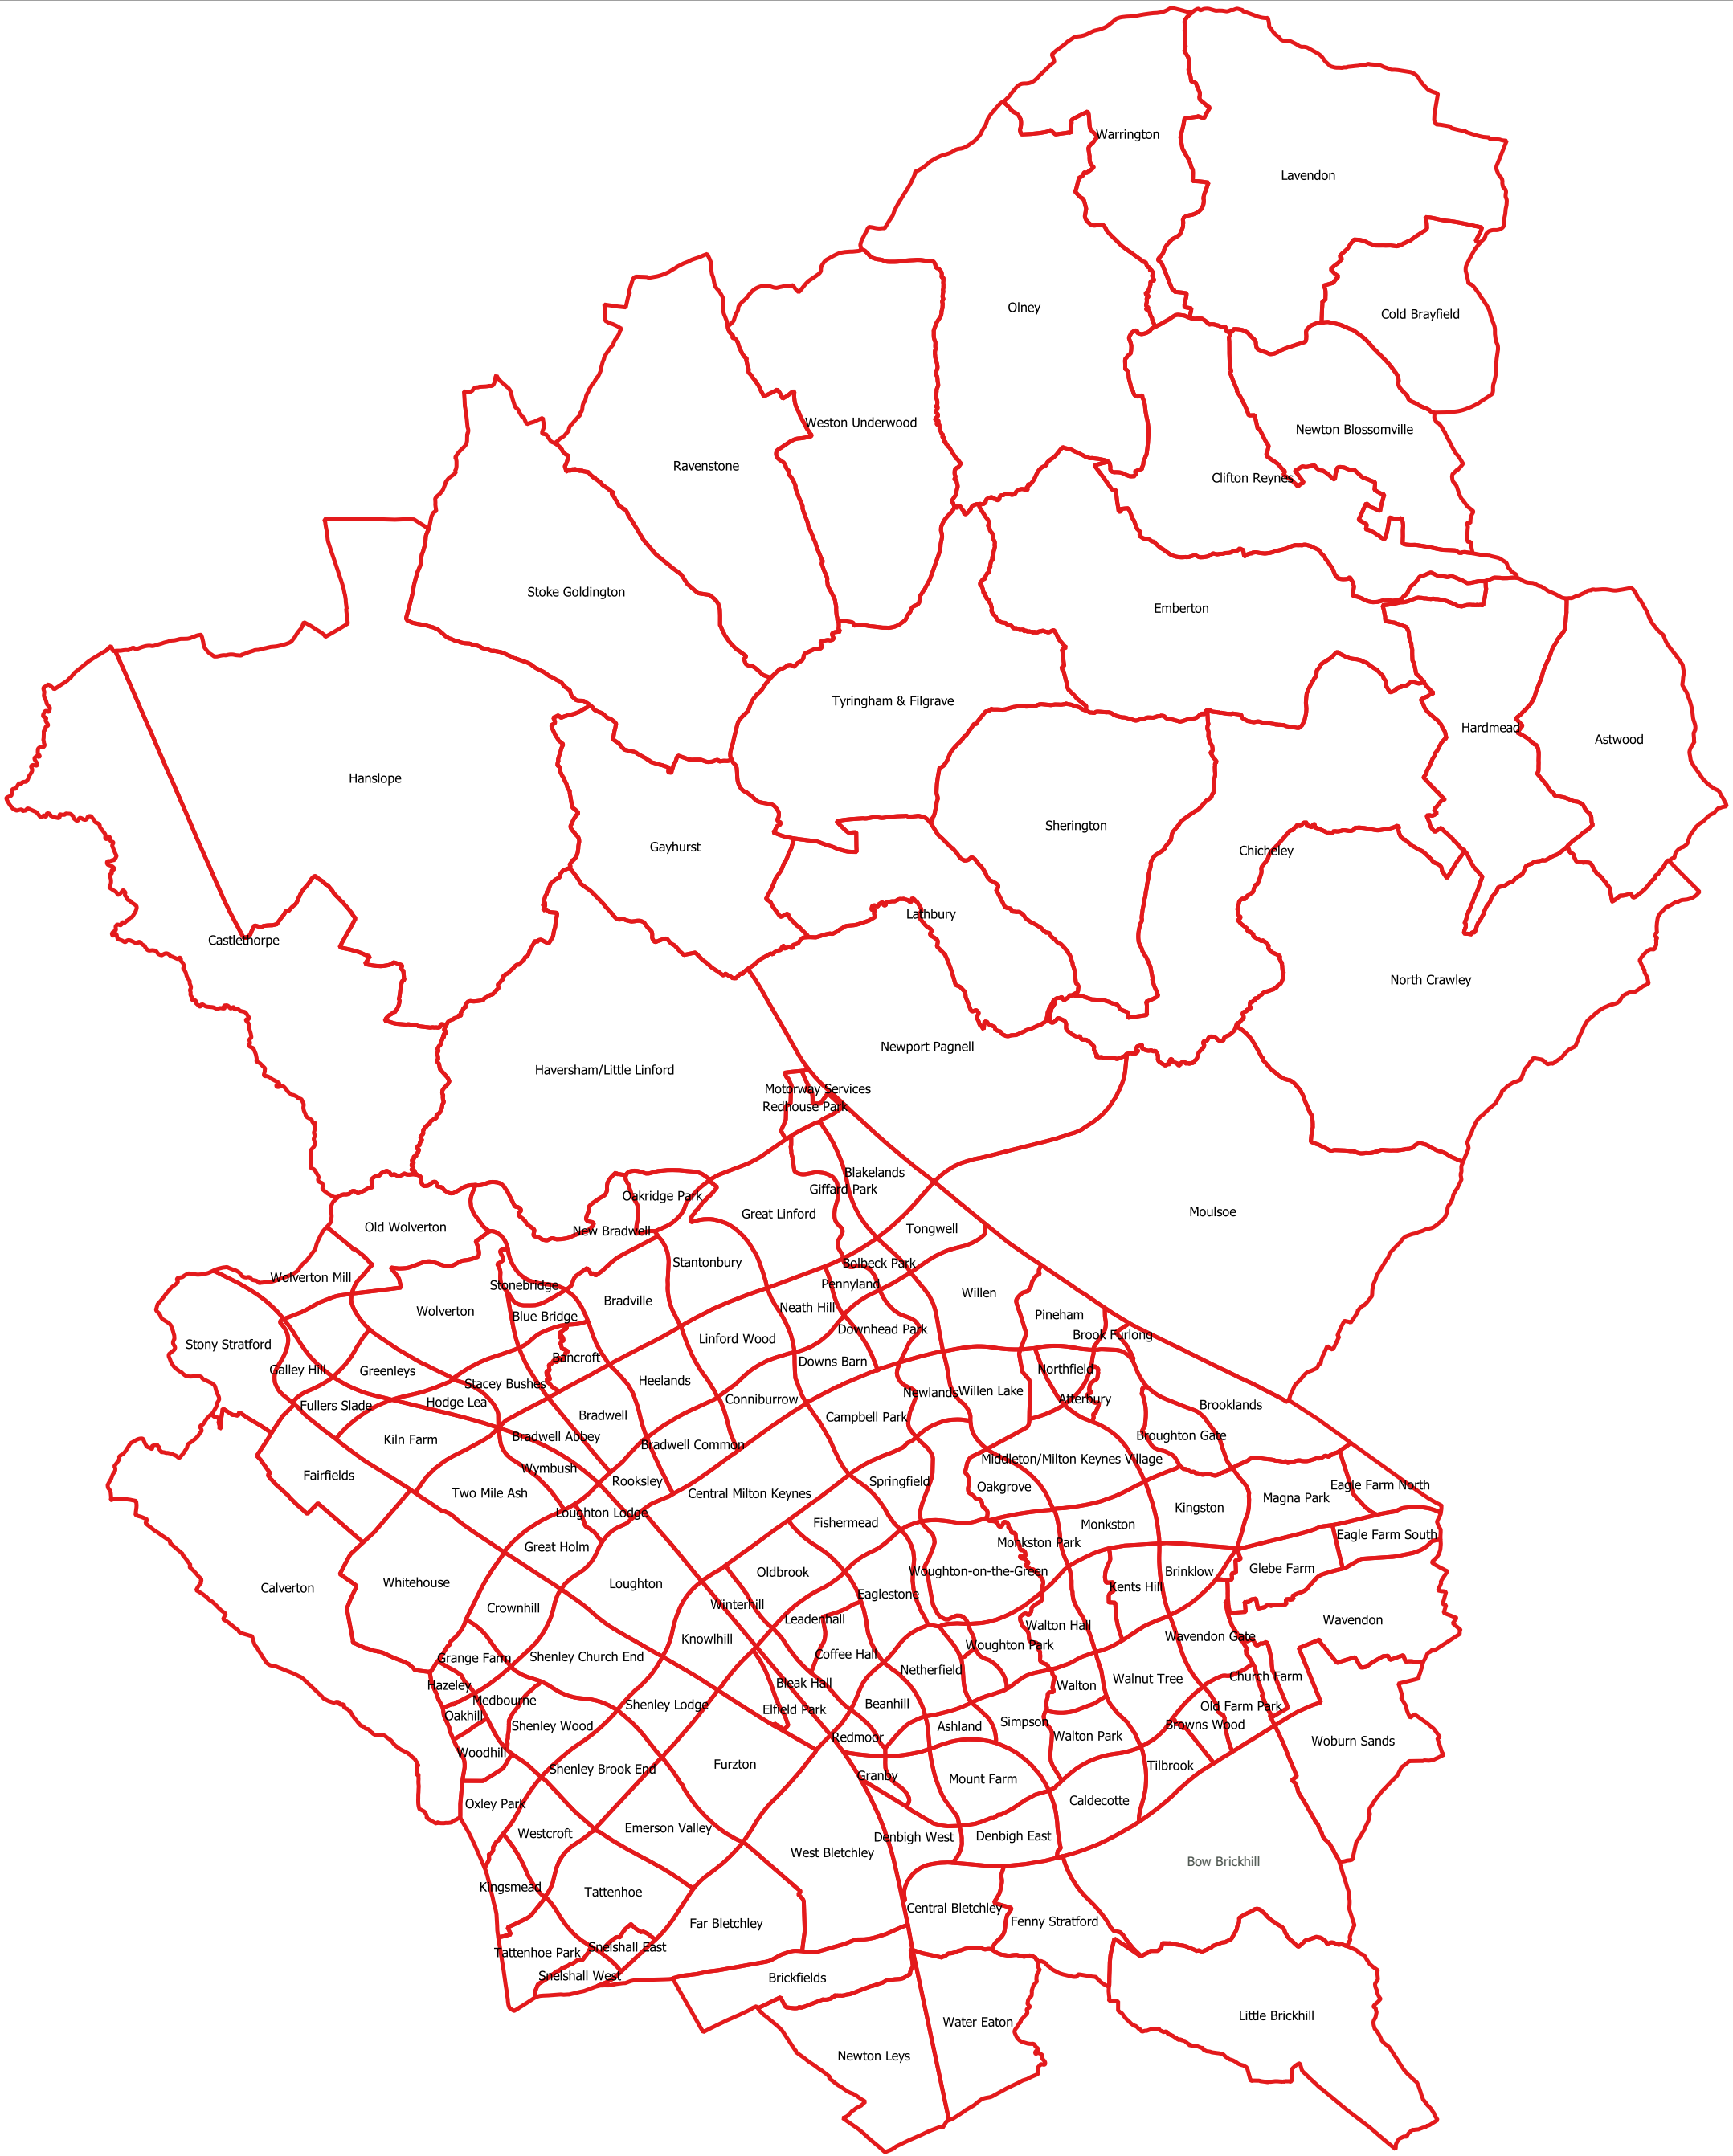 Warrington
Lavendon
Olney
Cold Brayfield
Weston Underwood
Newton Blossomville
Ravenstone
Clifton Reynes
Stoke Goldington
Emberton
Tyringham & Filgrave
Hardmead
Astwood
Hanslope
Sherington
Gayhurst
Chicheley
Lathbury
Castlethorpe
North Crawley
Newport Pagnell
Haversham/Little Linford
Motorway Services
Redhouse Park
Blakelands
Giffard Park
Oakridge Park
Great Linford
Moulsoe
Old Wolverton
New Bradwell
Tongwell
Stantonbury
Bolbeck Park
Wolverton Mill
Stonebridge
Pennyland
Willen
Bradville
Neath Hill
Wolverton
Blue Bridge
Pineham
Downhead Park
Brook Furlong
Linford Wood
Stony Stratford
Bancroft
Downs Barn
Galley Hill
Greenleys
Northfield
Heelands
Stacey Bushes
Newlands
Willen Lake
Conniburrow
Atterbury
Hodge Lea
Fullers Slade
Brooklands
Bradwell
Campbell Park
Bradwell Abbey
Broughton Gate
Kiln Farm
Bradwell Common
Middleton/Milton Keynes Village
Wymbush
Fairfields
Rooksley
Springfield
Eagle Farm North
Oakgrove
Two Mile Ash
Central Milton Keynes
Magna Park
Kingston
Loughton Lodge
Fishermead
Monkston
Eagle Farm South
Monkston Park
Great Holm
Glebe Farm
Oldbrook
Woughton-on-the-Green
Brinklow
Whitehouse
Loughton
Calverton
Kents Hill
Eaglestone
Winterhill
Crownhill
Leadenhall
Wavendon
Walton Hall
Wavendon Gate
Knowlhill
Woughton Park
Coffee Hall
Shenley Church End
Grange Farm
Netherfield
Church Farm
Walnut Tree
Bleak Hall
Hazeley
Walton
Medbourne
Beanhill
Shenley Lodge
Old Farm Park
Elfield Park
Oakhill
Simpson
Browns Wood
Shenley Wood
Ashland
Walton Park
Redmoor
Woburn Sands
Woodhill
Furzton
Tilbrook
Shenley Brook End
Granby
Mount Farm
Caldecotte
Oxley Park
Emerson Valley
Westcroft
Denbigh West
Denbigh East
West Bletchley
Bow Brickhill
Kingsmead
Tattenhoe
Central Bletchley
Fenny Stratford
Far Bletchley
Snelshall East
Tattenhoe Park
Snelshall West
Brickfields
Little Brickhill
Water Eaton
Newton Leys